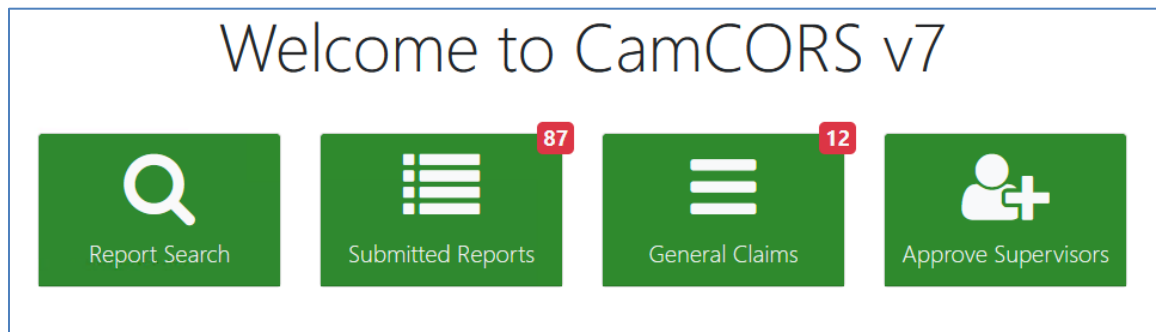 Welcome to CamCORS v7
87
12
Report Search
Submitted Reports
General Claims
Approve Supervisors